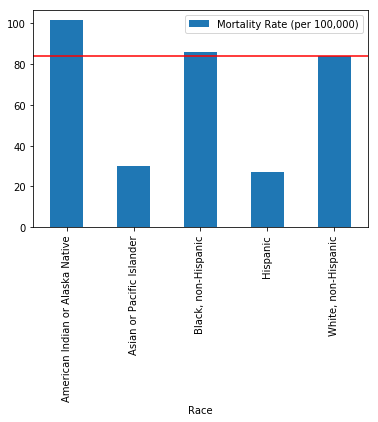 Mortality Rate (per 100,000)
100
80
60
40
20
0
American Indian or Alaska Native
Asian or Pacific Islander
Black, non-Hispanic
Hispanic
White, non-Hispanic
Race